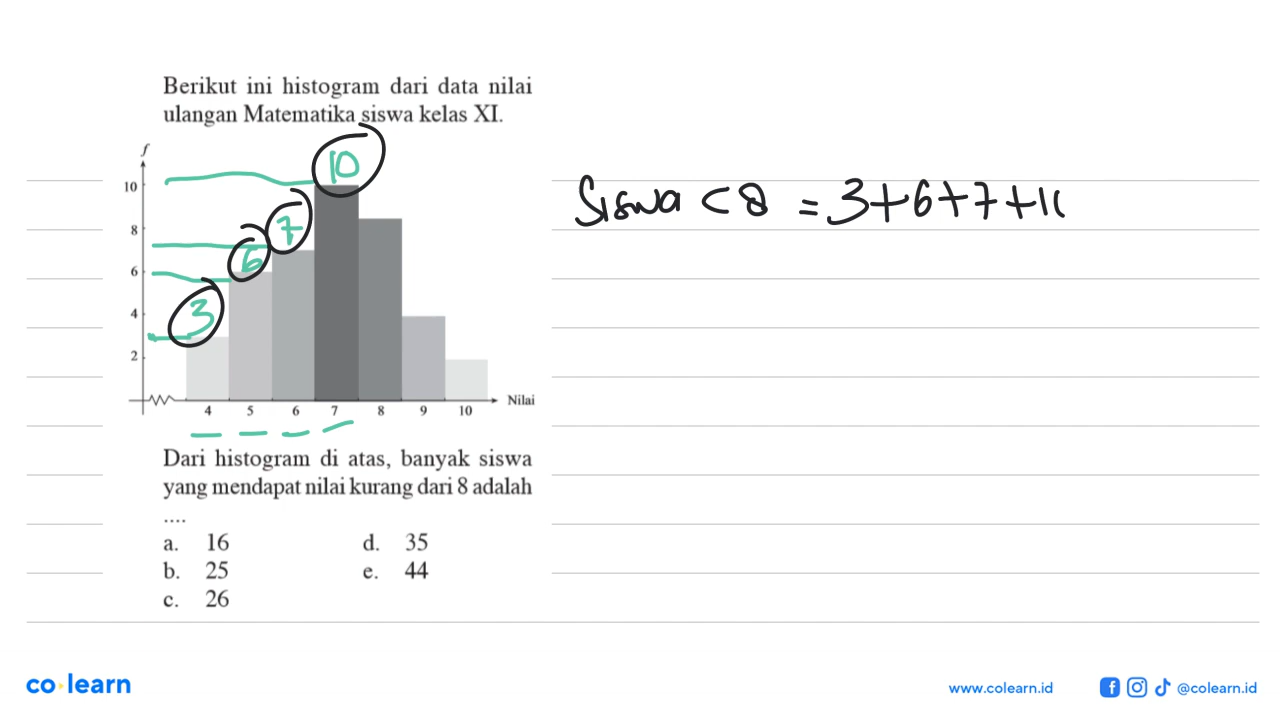 Berikut ini histogram dari data nilai
ulangan Matematika siswa kelas XI.
f
10
8
6
4
2
10
7
6
3
4 5 6 7 8 9 10 Nilai
Siswa < 8 = 3+6+7+1
Dari histogram di atas, banyak siswa
yang mendapat nilai kurang dari 8 adalah
....
a. 16 d. 35
b. 25 e. 44
c. 26
co learn
www.colearn.id @colearn.id